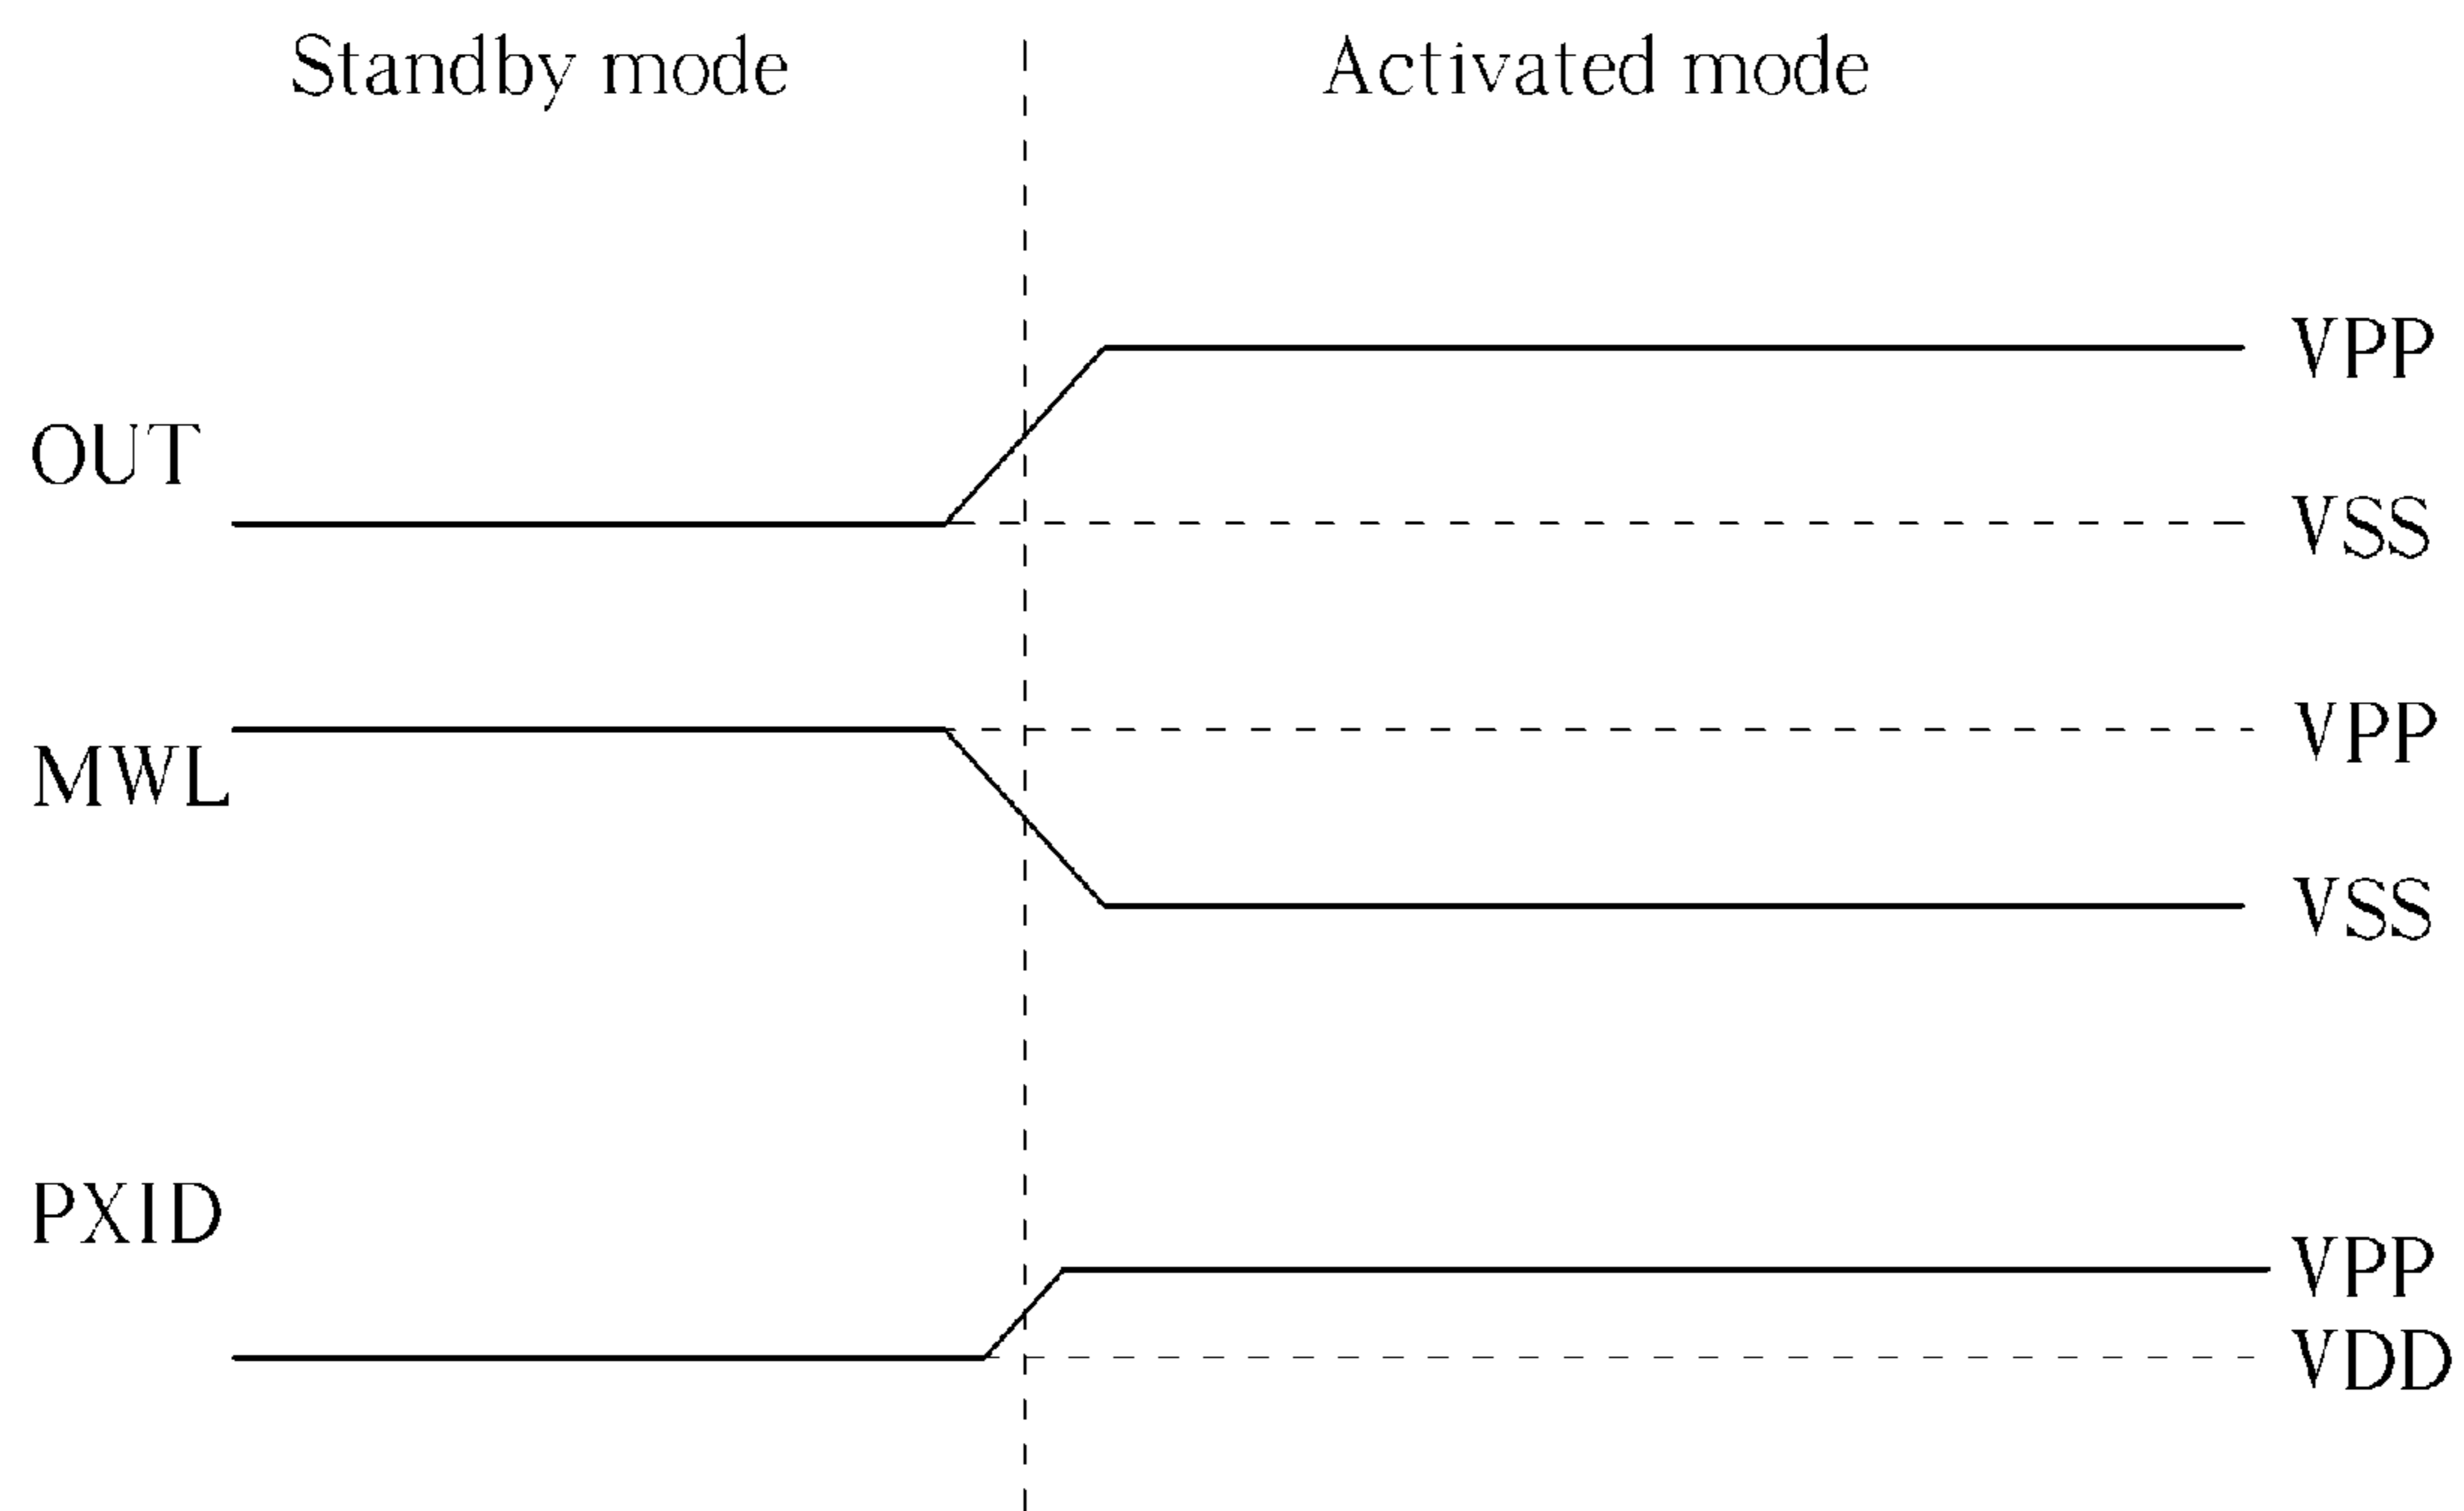 Standby mode
Activated mode
VPP
OUT
VSS
VPP
MWL
VSS
PXID
VPP
VDD